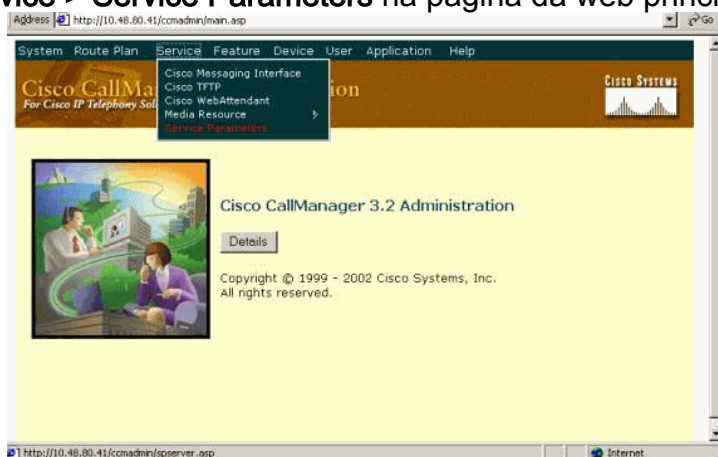 vice > Service Parameters na página da web princi
Address http://10.48.80.41/ccmadmin/main.asp Go
System Route Plan Service Feature Device User Application Help
Cisco CallMa ion
For Cisco IP Telephony Sol
Cisco Messaging Interface
Cisco TFTP
Cisco WebAttendant
Media Resource
Service Parameters
CISCO SYSTEMS
Cisco CallManager 3.2 Administration
Details
Copyright © 1999 - 2002 Cisco Systems, Inc.
All rights reserved.
http://10.48.80.41/ccmadmin/spserver.asp Internet